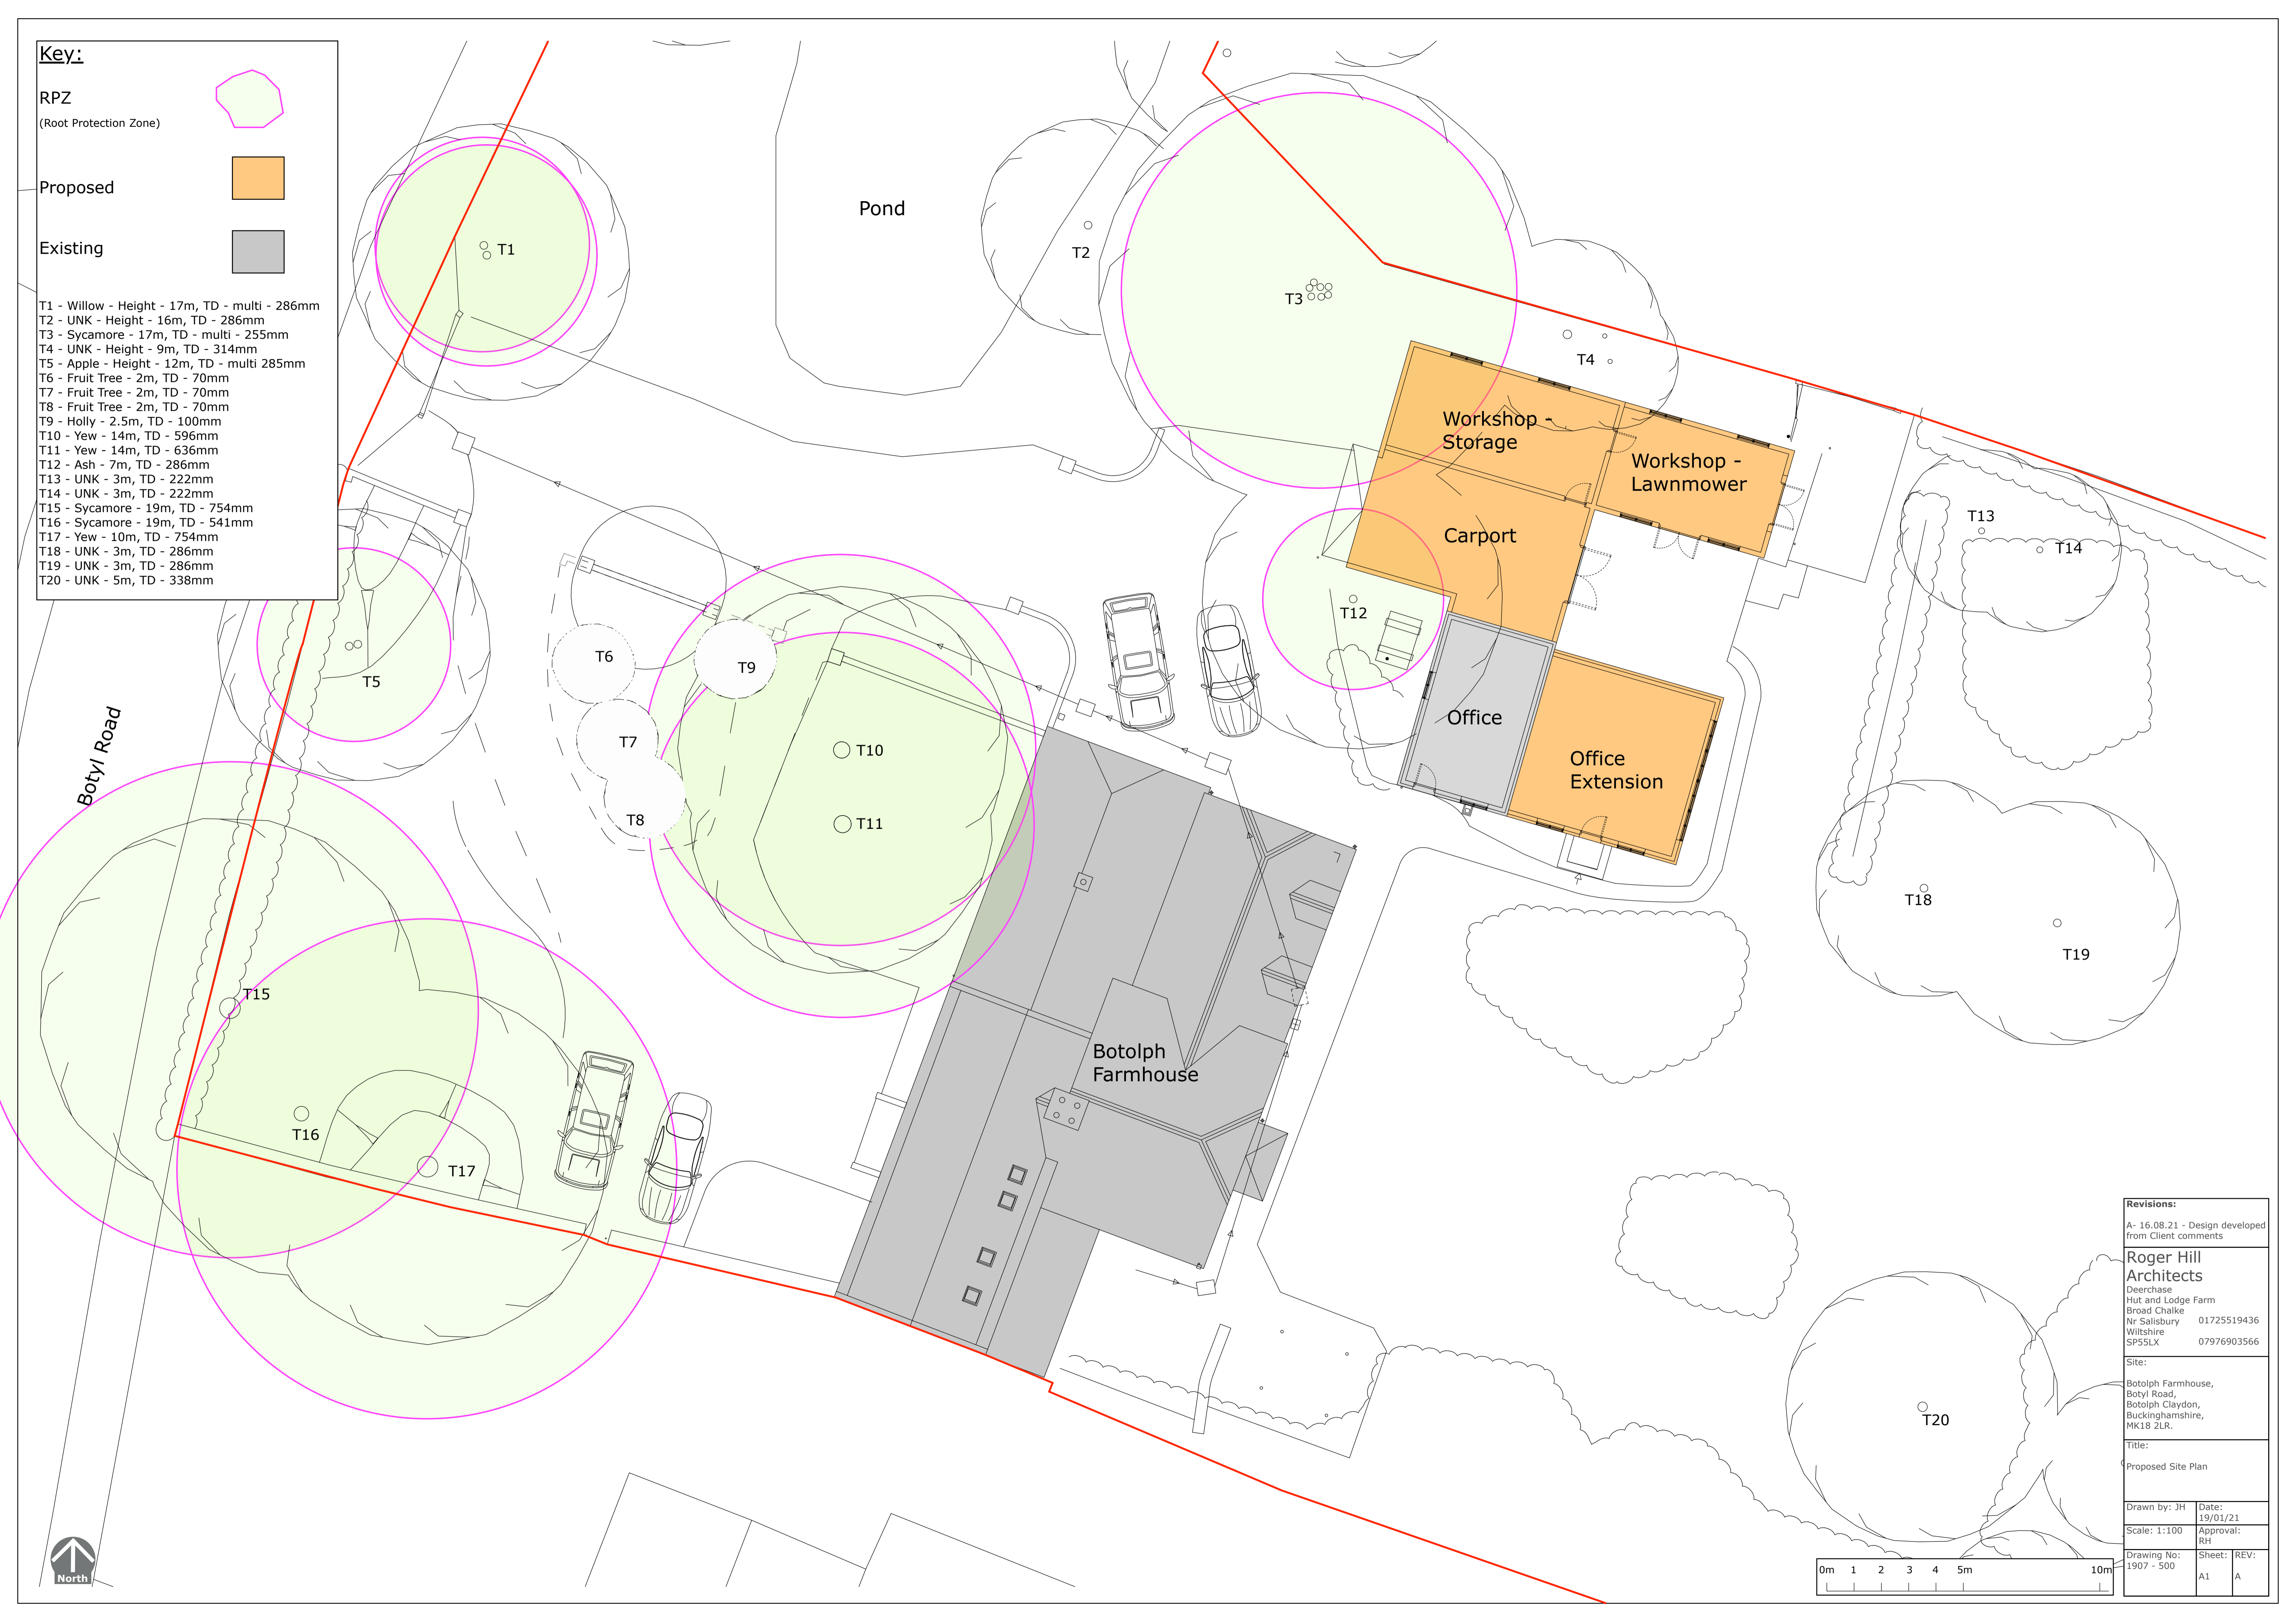 Key:
RPZ
(Root Protection Zone)
Proposed
Existing
T1 - Willow - Height - 17m, TD - multi - 286mm
T2 - UNK - Height - 16m, TD - 286mm
T3 - Sycamore - 17m, TD - multi - 255mm
T4 - UNK - Height - 9m, TD - 314mm
T5 - Apple - Height - 12m, TD - multi 285mm
T6 - Fruit Tree - 2m, TD - 70mm
T7 - Fruit Tree - 2m, TD - 70mm
T8 - Fruit Tree - 2m, TD - 70mm
T9 - Holly - 2.5m, TD - 100mm
T10 - Yew - 14m, TD - 596mm
T11 - Yew - 14m, TD - 636mm
T12 - Ash - 7m, TD - 286mm
T13 - UNK - 3m, TD - 222mm
T14 - UNK - 3m, TD - 222mm
T15 - Sycamore - 19m, TD - 754mm
T16 - Sycamore - 19m, TD - 541mm
T17 - Yew - 10m, TD - 754mm
T18 - UNK - 3m, TD - 286mm
T19 - UNK - 3m, TD - 286mm
T20 - UNK - 5m, TD - 338mm
T1
Pond
T2
T3
T4
Workshop -
Storage
Workshop -
Lawnmower
Carport
T13
T14
T12
T5
T6
T9
T7
T8
T10
T11
Office
Office
Extension
Botyl Road
T18
T19
T15
T16
T17
Botolph
Farmhouse
T20
North
0m 1 2 3 4 5m 10m
Revisions:
A- 16.08.21 - Design developed
from Client comments
Roger Hill
Architects
Deerchase
Hut and Lodge Farm
Broad Chalke
Nr Salisbury 01725519436
Wiltshire
SP55LX 07976903566
Site:
Botolph Farmhouse,
Botyl Road,
Botolph Claydon,
Buckinghamshire,
MK18 2LR.
Title:
Proposed Site Plan
Drawn by: JH Date:
19/01/21
Scale: 1:100 Approval:
RH
Drawing No: Sheet: REV:
1907 - 500
A1 A